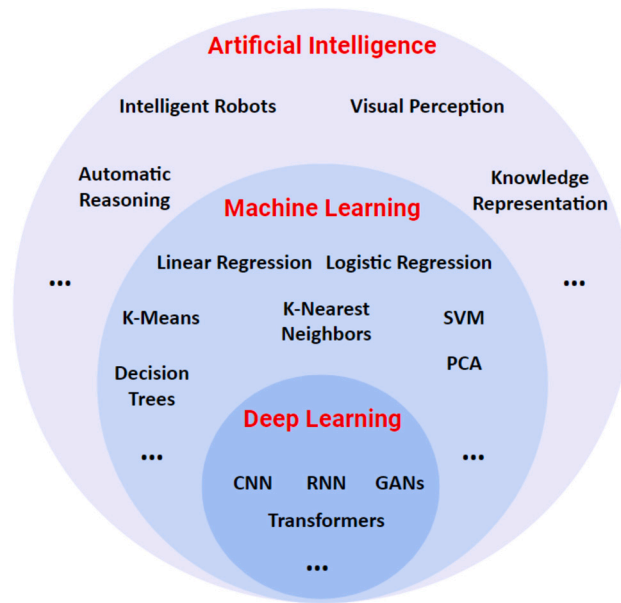 Artificial Intelligence
Intelligent Robots
Visual Perception
Automatic
Reasoning
Knowledge
Representation
...
...
Machine Learning
Linear Regression
Logistic Regression
K-Means
K-Nearest
Neighbors
SVM
PCA
Decision
Trees
...
...
Deep Learning
CNN
RNN
GANs
Transformers
...